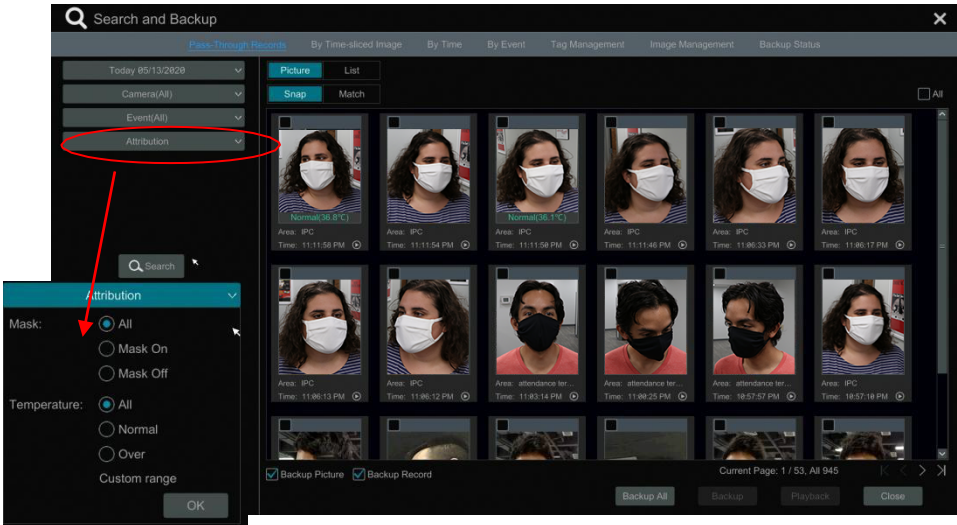 Search and Backup
Pass-Through Records By Time-sliced Image By Time By Event Tag Management Image Management Backup Status
Today 05/13/2020
Camera(All)
Event(All)
Attribution
Search
Picture List
Snap Match
All
Normal(36.8°C) Normal(36.1°C)
Area: IPC Area: IPC Area: IPC Area: IPC Area: IPC Area: IPC
Time: 11:11:58 PM Time: 11:11:54 PM Time: 11:11:50 PM Time: 11:11:46 PM Time: 11:06:33 PM Time: 11:06:17 PM
Area: IPC Area: IPC Area: attendance ter... Area: attendance ter... Area: attendance ter... Area: IPC
Time: 11:06:13 PM Time: 11:06:12 PM Time: 11:03:14 PM Time: 11:00:25 PM Time: 10:57:57 PM Time: 10:57:10 PM
Attribution
Mask: All
Mask On
Mask Off
Temperature: All
Normal
Over
Custom range
OK
Backup Picture Backup Record
Current Page: 1 / 53, All 945
Backup All Backup Playback Close